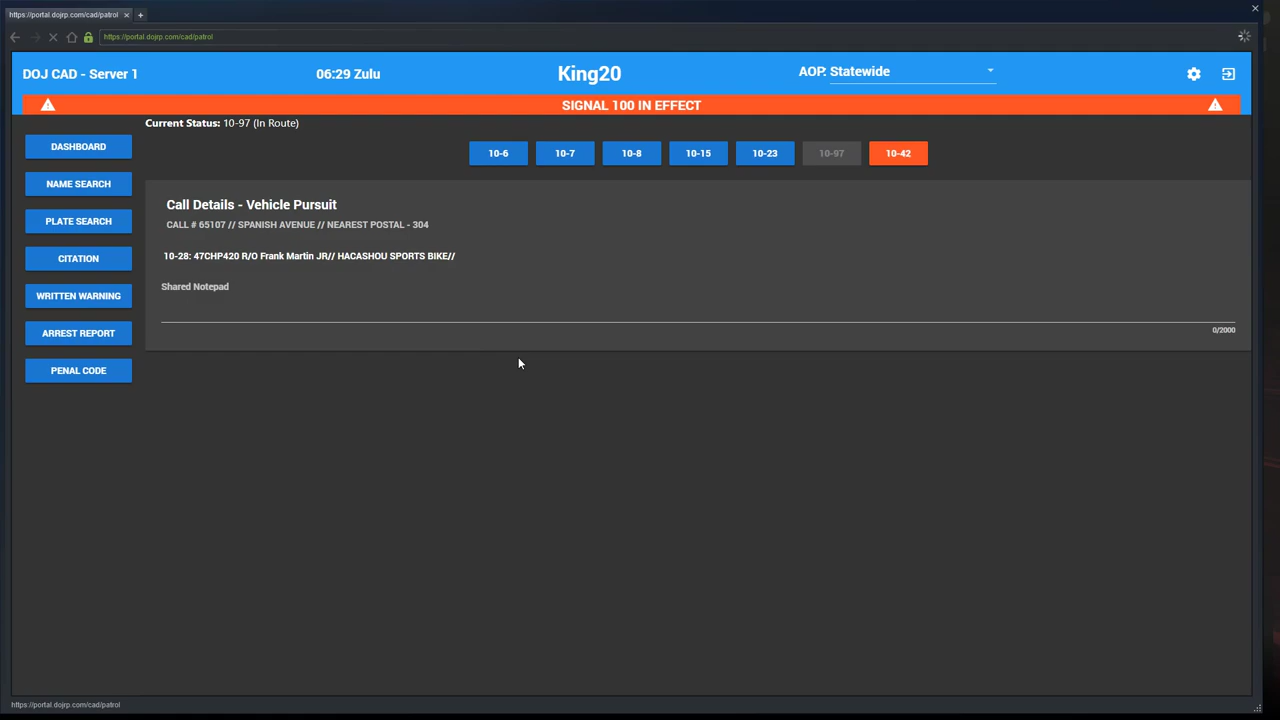 https://portal.dojrp.com/cad/patrol
https://portal.dojrp.com/cad/patrol
DOJ CAD - Server 1
06:29 Zulu
King20
AOP: Statewide
SIGNAL 100 IN EFFECT
Current Status: 10-97 (In Route)
DASHBOARD
NAME SEARCH
PLATE SEARCH
CITATION
WRITTEN WARNING
ARREST REPORT
PENAL CODE
10-6
10-7
10-8
10-15
10-23
10-97
10-42
Call Details - Vehicle Pursuit
CALL # 65107 // SPANISH AVENUE // NEAREST POSTAL - 304
10-28: 47CHP420 R/O Frank Martin JR// HACASHOU SPORTS BIKE//
Shared Notepad
0/2000
https://portal.dojrp.com/cad/patrol